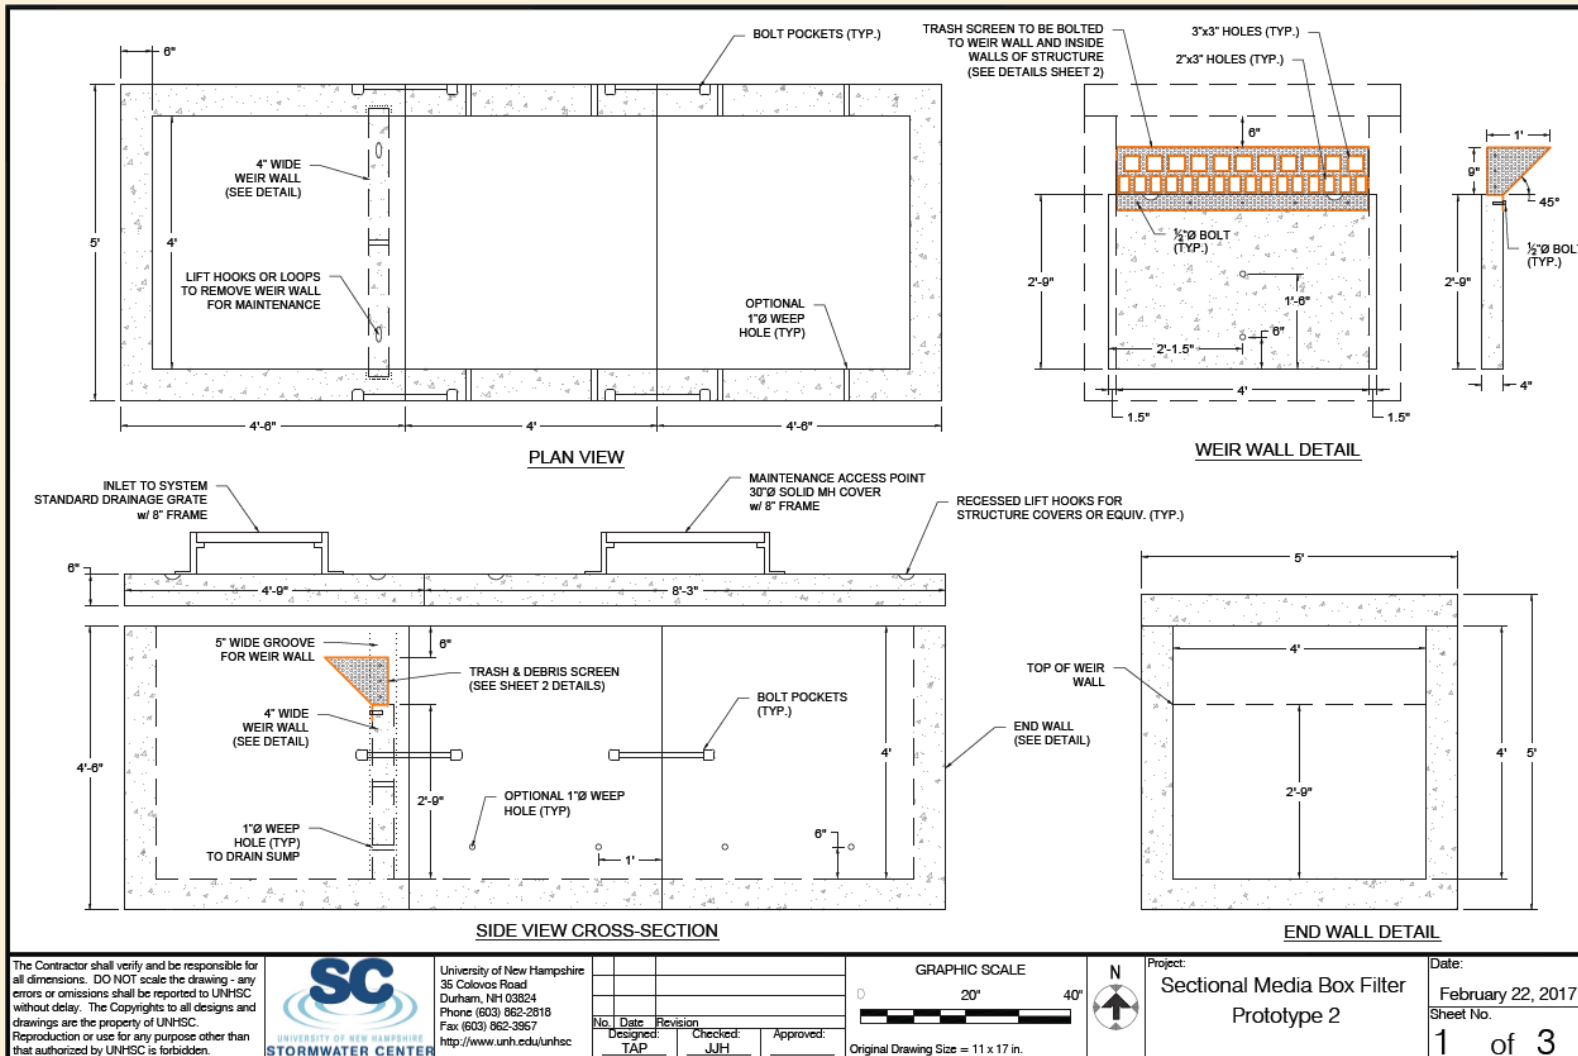 6"
BOLT POCKETS (TYP.)
4" WIDE
WEIR WALL
(SEE DETAIL)
5'
4'
LIFT HOOKS OR LOOPS
TO REMOVE WEIR WALL
FOR MAINTENANCE
OPTIONAL
1"Ø WEEP
HOLE (TYP)
4'-6"
4'
4'-6"
PLAN VIEW
TRASH SCREEN TO BE BOLTED
TO WEIR WALL AND INSIDE
WALLS OF STRUCTURE
(SEE DETAILS SHEET 2)
3"x3" HOLES (TYP.)
2"x3" HOLES (TYP.)
6"
1'
9"
45°
½"Ø BOLT
(TYP.)
½"Ø BOLT
(TYP.)
2'-9"
2'-9"
1'-6"
6"
2'-1.5"
4'
4"
1.5"
1.5"
WEIR WALL DETAIL
INLET TO SYSTEM
STANDARD DRAINAGE GRATE
w/ 8" FRAME
MAINTENANCE ACCESS POINT
30"Ø SOLID MH COVER
w/ 8" FRAME
RECESSED LIFT HOOKS FOR
STRUCTURE COVERS OR EQUIV. (TYP.)
6"
4'-9"
8'-3"
5" WIDE GROOVE
FOR WEIR WALL
6"
TRASH & DEBRIS SCREEN
(SEE SHEET 2 DETAILS)
4" WIDE
WEIR WALL
(SEE DETAIL)
BOLT POCKETS
(TYP.)
END WALL
(SEE DETAIL)
4'-6"
4'
2'-9"
OPTIONAL 1"Ø WEEP
HOLE (TYP)
1"Ø WEEP
HOLE (TYP)
TO DRAIN SUMP
1'
6"
SIDE VIEW CROSS-SECTION
5'
TOP OF WEIR
WALL
4'
2'-9"
4'
5'
END WALL DETAIL
The Contractor shall verify and be responsible for
all dimensions. DO NOT scale the drawing - any
errors or omissions shall be reported to UNHSC
without delay. The Copyrights to all designs and
drawings are the property of UNHSC.
Reproduction or use for any purpose other than
that authorized by UNHSC is forbidden.
SC
UNIVERSITY OF NEW HAMPSHIRE
STORMWATER CENTER
University of New Hampshire
35 Colovos Road
Durham, NH 03824
Phone (603) 862-2818
Fax (603) 862-3957
http://www.unh.edu/unhsc
No. Date Revision
Designed: Checked: Approved:
TAP JJH
GRAPHIC SCALE
0 20" 40"
Original Drawing Size = 11 x 17 in.
N
Project:
Sectional Media Box Filter
Prototype 2
Date:
February 22, 2017
Sheet No.
1 of 3